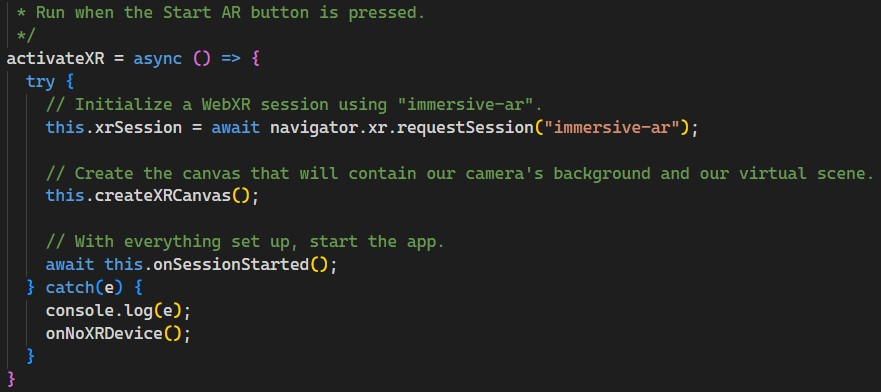 * Run when the Start AR button is pressed.
*/
activateXR = async () => {
try {
// Initialize a WebXR session using "immersive-ar".
this.xrSession = await navigator.xr.requestSession("immersive-ar");
// Create the canvas that will contain our camera's background and our virtual scene.
this.createXRCanvas();
// With everything set up, start the app.
await this.onSessionStarted();
} catch(e) {
console.log(e);
onNoXRDevice();
}
}